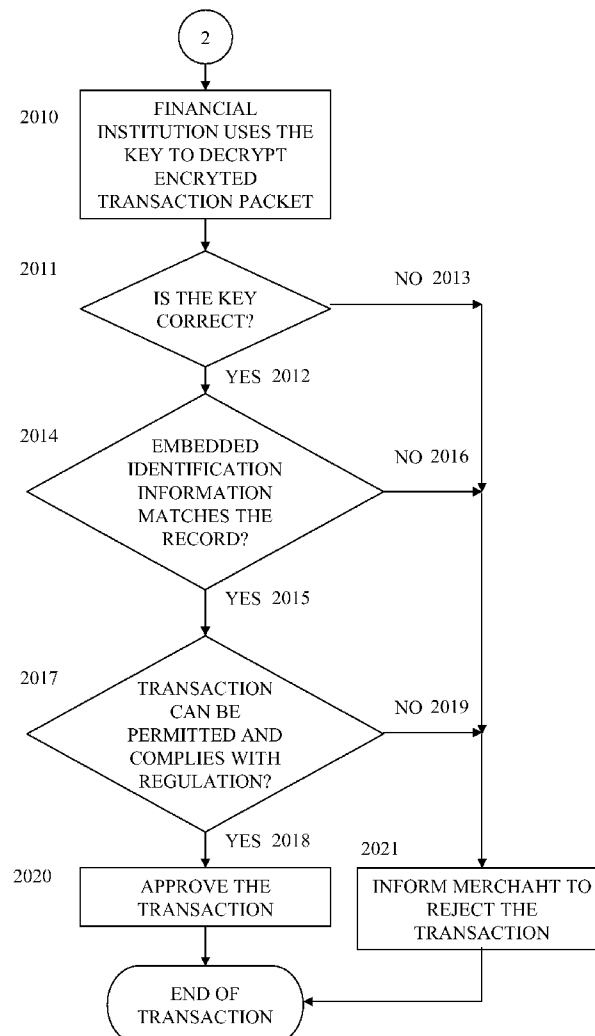 2
2010
FINANCIAL
INSTITUTION USES THE
KEY TO DECRYPT
ENCRYTED
TRANSACTION PACKET
2011
IS THE KEY
CORRECT?
NO 2013
YES 2012
2014
EMBEDDED
IDENTIFICATION
INFORMATION
MATCHES THE
RECORD?
NO 2016
YES 2015
2017
TRANSACTION
CAN BE
PERMITTED AND
COMPLIES WITH
REGULATION?
NO 2019
YES 2018
2020
APPROVE THE
TRANSACTION
2021
INFORM MERCHAHT TO
REJECT THE
TRANSACTION
END OF
TRANSACTION